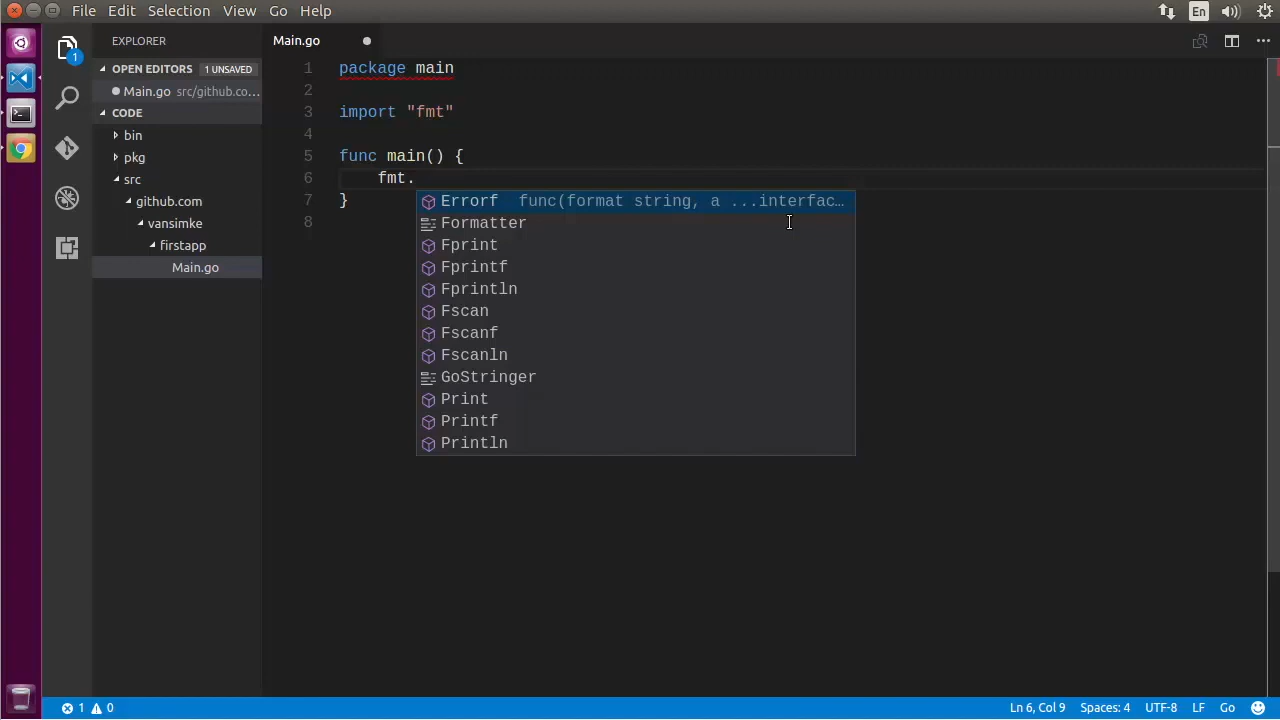 File Edit Selection View Go Help
En
EXPLORER
Main.go
OPEN EDITORS 1 UNSAVED
Main.go src/github.co...
CODE
bin
pkg
src
github.com
vansimke
firstapp
Main.go
1
1 package main
2
3 import "fmt"
4
5 func main() {
6 fmt.
7 }
8
Errorf func(format string, a ...interfac…
Formatter
Fprint
Fprintf
Fprintln
Fscan
Fscanf
Fscanln
GoStringer
Print
Printf
Println
1 0 Ln 6, Col 9 Spaces: 4 UTF-8 LF Go